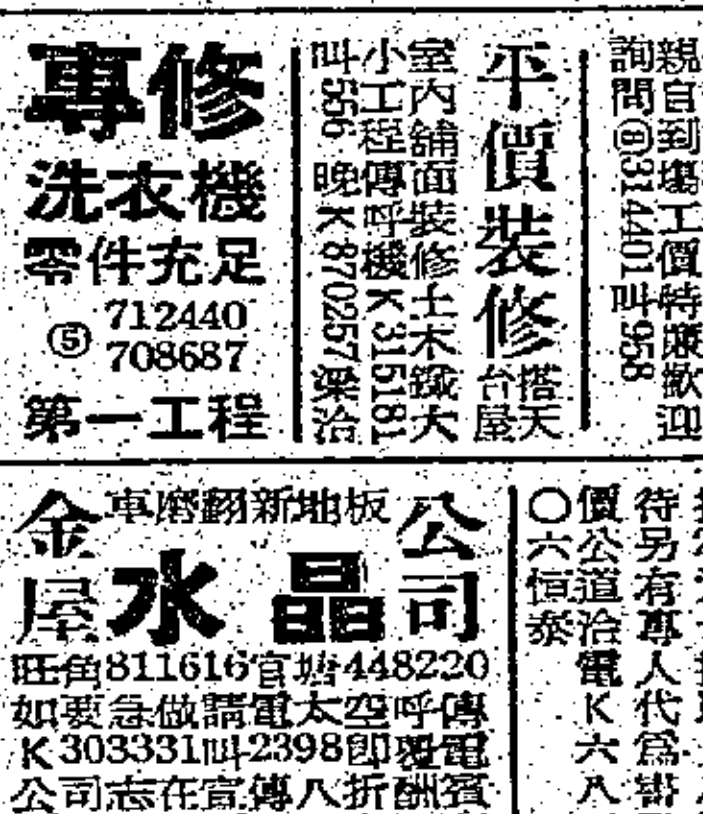 專修
洗衣機
零件充足
⑤ 712440
708687
第一工程
平價裝修
搭天
台屋
室內舖面裝修土木鐵大
小工程傳呼機K315181
叫556 晚K870257
親自到塲工價特 歡迎
詢問@314401叫958
車磨翻新地板
金屋水晶公司
旺角811616官塘448220
如要急做請電太空呼傳
K303331叫2398即 電
公司志在宣傳八折酬賓
待另有專人代為
價公道洽電K六八
〇六恒泰